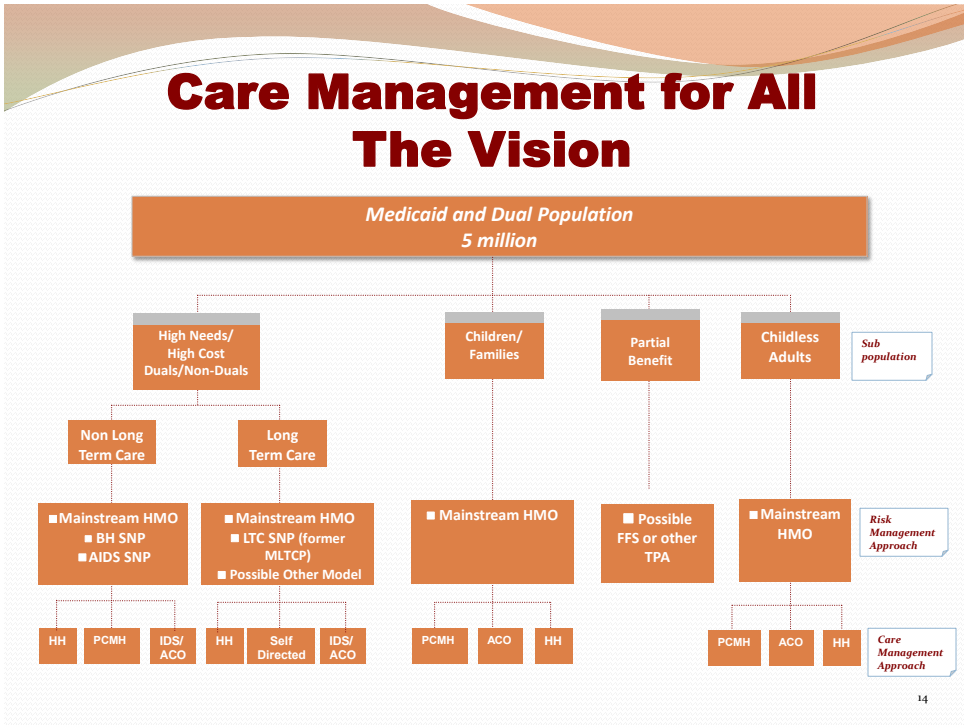 Care Management for All
The Vision
Medicaid and Dual Population
5 million
High Needs/
High Cost
Duals/Non-Duals
Children/
Families
Partial
Benefit
Childless
Adults
Sub
population
Non Long
Term Care
Long
Term Care
■Mainstream HMO
■ BH SNP
■AIDS SNP
■Mainstream HMO
■ LTC SNP (former
MLTCP)
■ Possible Other Model
■ Mainstream HMO
■ Possible
FFS or other
TPA
■Mainstream
HMO
Risk
Management
Approach
HH
PCMH
IDS/
ACO
HH
Self
Directed
IDS/
ACO
PCMH
ACO
HH
PCMH
ACO
HH
Care
Management
Approach
14